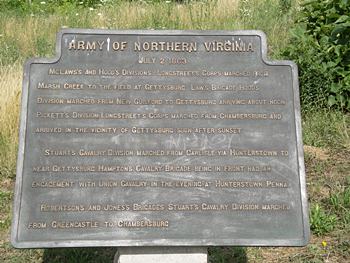 ARMY OF NORTHERN VIRGINIA
JULY 2 1863
MCLAWS'S AND HOOD'S DIVISIONS LONGSTREET'S CORPS MARCHED FROM
MARSH CREEK TO THE FIELD AT GETTYSBURG LAW'S BRIGADE HOOD'S
DIVISION MARCHED FROM NEW GUILFORD TO GETTYSBURG ARRIVING ABOUT NOON
PICKETT'S DIVISION LONGSTREET'S CORPS MARCHED FROM CHAMBERSBURG AND
ARRIVED IN THE VICINITY OF GETTYSBURG SOON AFTER SUNSET
STUART'S CAVALRY DIVISION MARCHED FROM CARLISLE VIA HUNTERSTOWN TO
NEAR GETTYSBURG HAMPTON'S CAVALRY BRIGADE BEING IN FRONT HAD AN
ENGAGEMENT WITH UNION CAVALRY IN THE EVENING AT HUNTERSTOWN PENNA
ROBERTSON'S AND JONES'S BRIGADES STUART'S CAVALRY DIVISION MARCHED
FROM GREENCASTLE TO CHAMBERSBURG